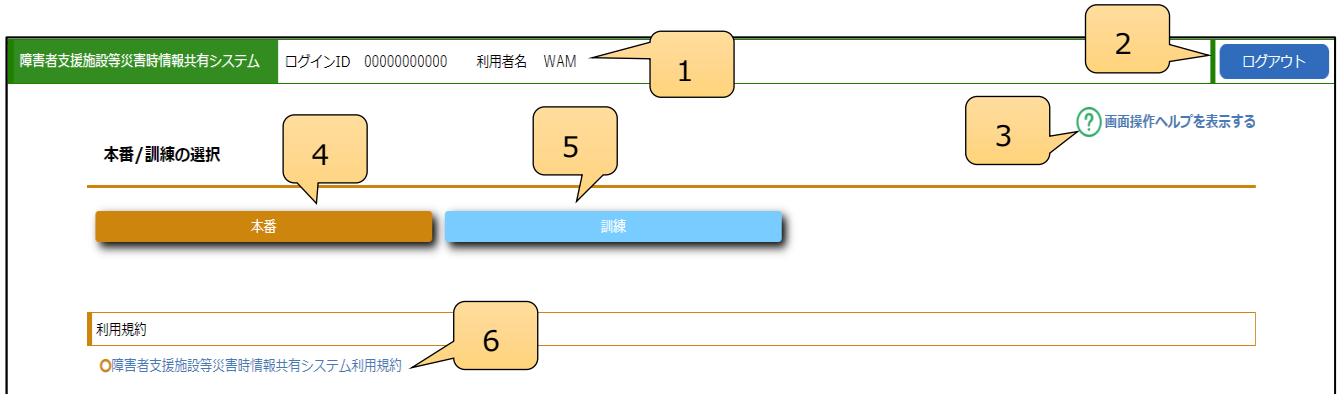 2
障害者支援施設等災害時情報共有システム ログインID 00000000000 利用者名 WAM ログアウト
1
3 ?画面操作ヘルプを表示する
本番/訓練の選択
4 5
本番 訓練
利用規約
6
障害者支援施設等災害時情報共有システム利用規約